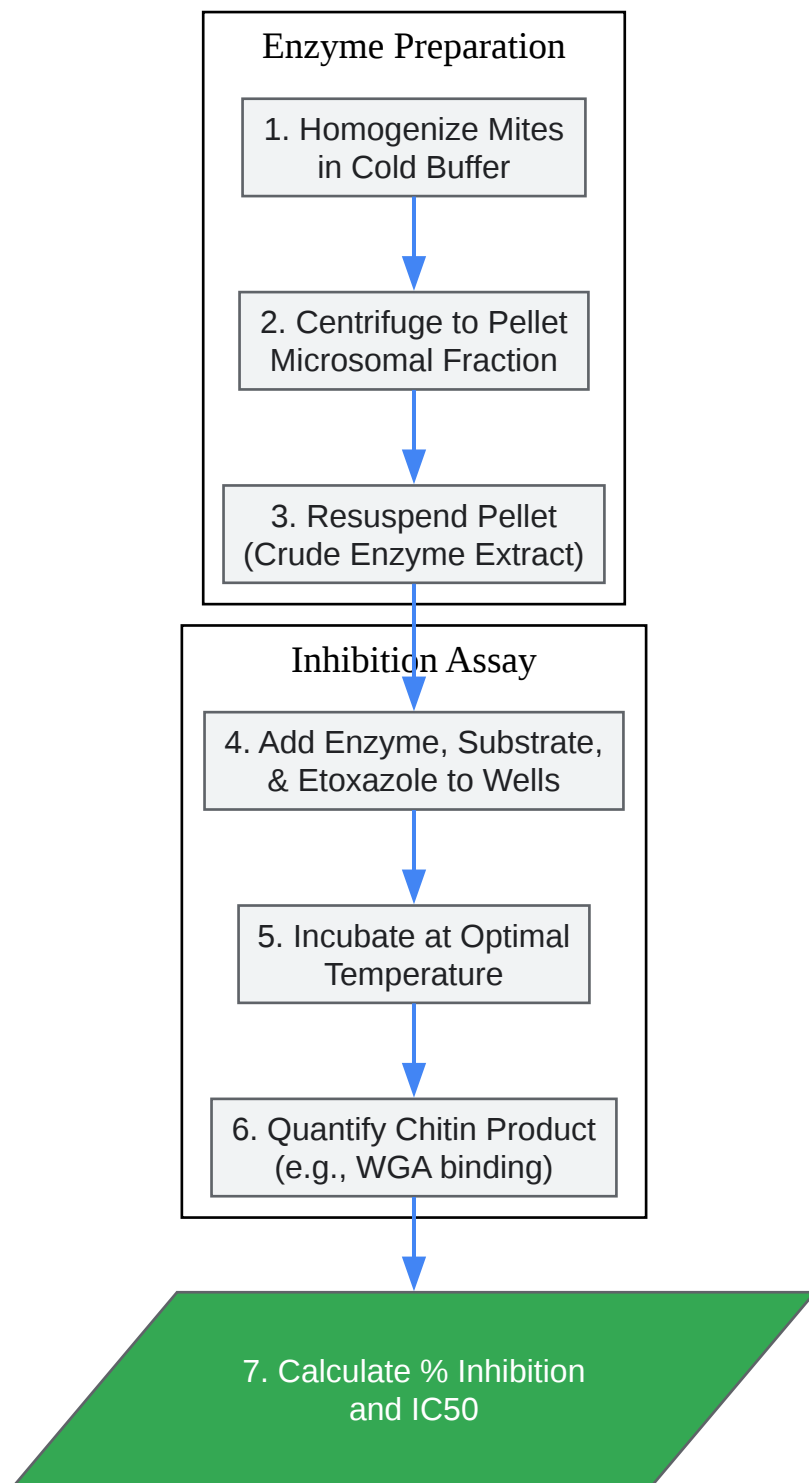 Enzyme Preparation
1. Homogenize Mites
in Cold Buffer
2. Centrifuge to Pellet
Microsomal Fraction
3. Resuspend Pellet
(Crude Enzyme Extract)
Inhibition Assay
4. Add Enzyme, Substrate,
& Etoxazole to Wells
5. Incubate at Optimal
Temperature
6. Quantify Chitin Product
(e.g., WGA binding)
7. Calculate % Inhibition
and IC50